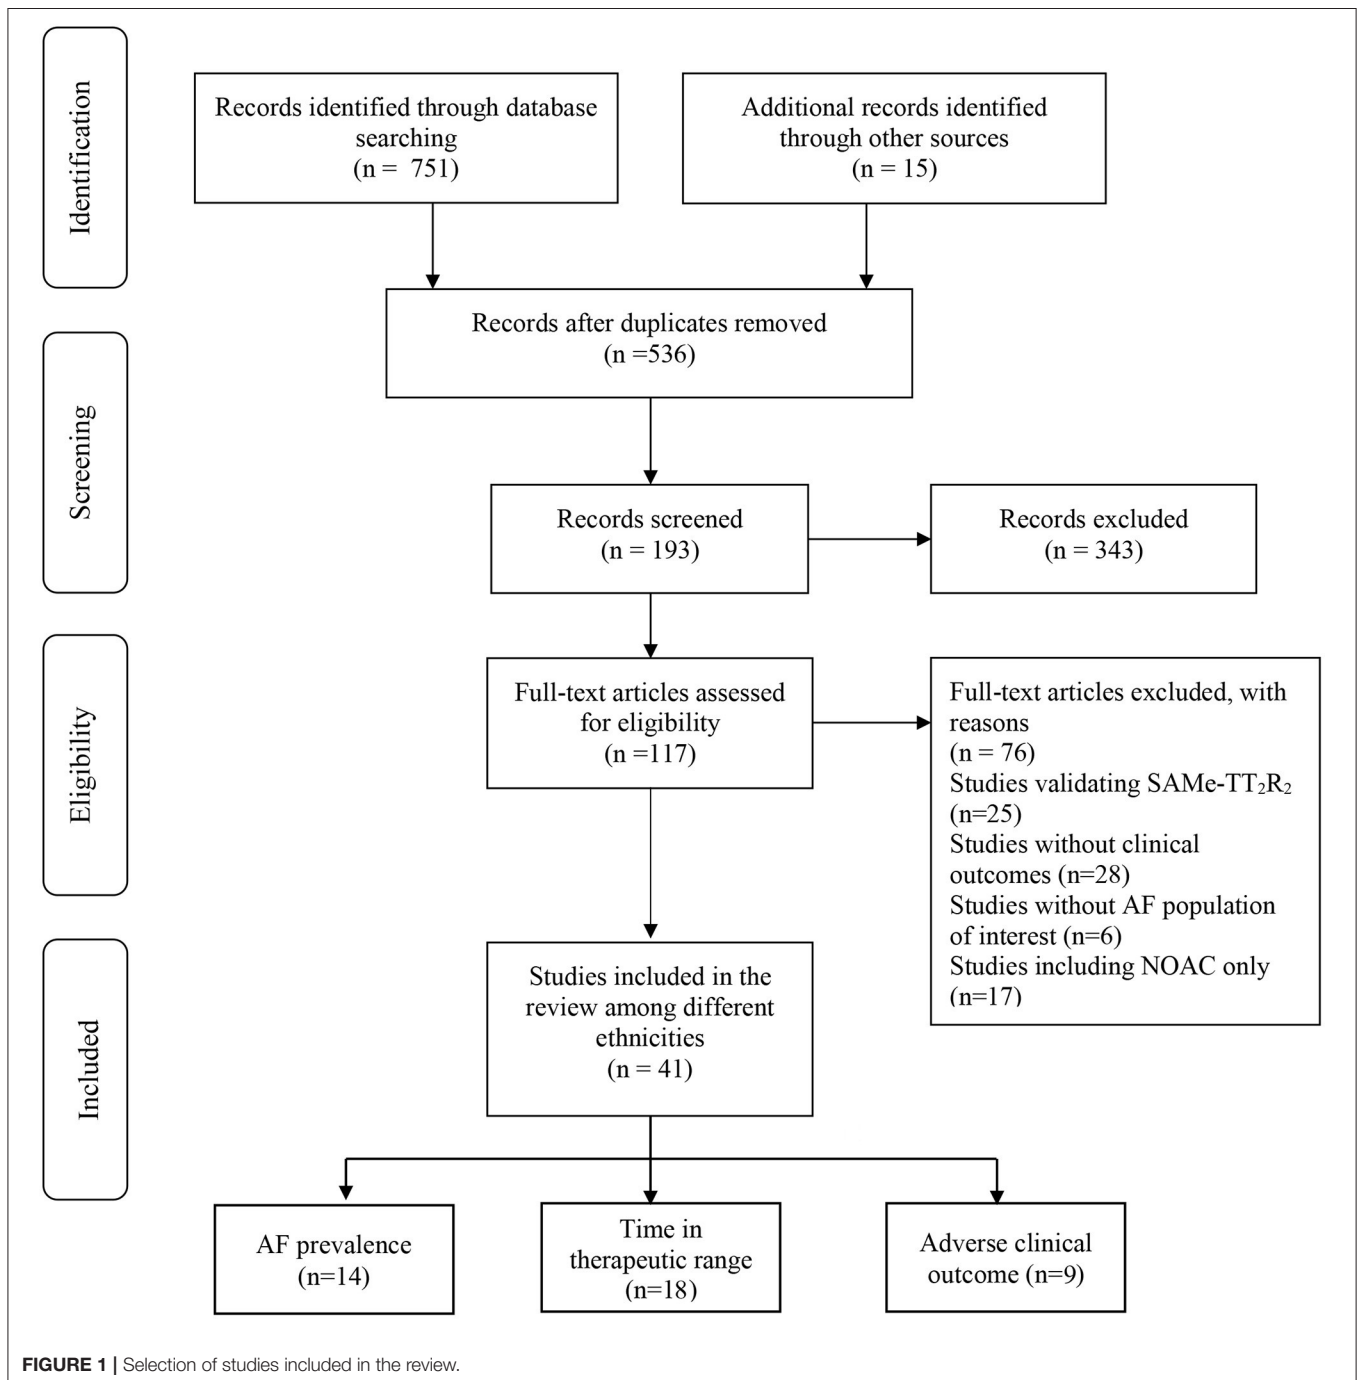 Identification
Records identified through database
searching
(n = 751)
Additional records identified
through other sources
(n = 15)
Records after duplicates removed
(n =536)
Screening
Records screened
(n = 193)
Records excluded
(n = 343)
Eligibility
Full-text articles assessed
for eligibility
(n =117)
Full-text articles excluded, with
reasons
(n = 76)
Studies validating SAMe-TT₂R₂
(n=25)
Studies without clinical
outcomes (n=28)
Studies without AF population
of interest (n=6)
Studies including NOAC only
(n=17)
Included
Studies included in the
review among different
ethnicities
(n = 41)
AF prevalence
(n=14)
Time in
therapeutic range
(n=18)
Adverse clinical
outcome (n=9)
FIGURE 1 | Selection of studies included in the review.